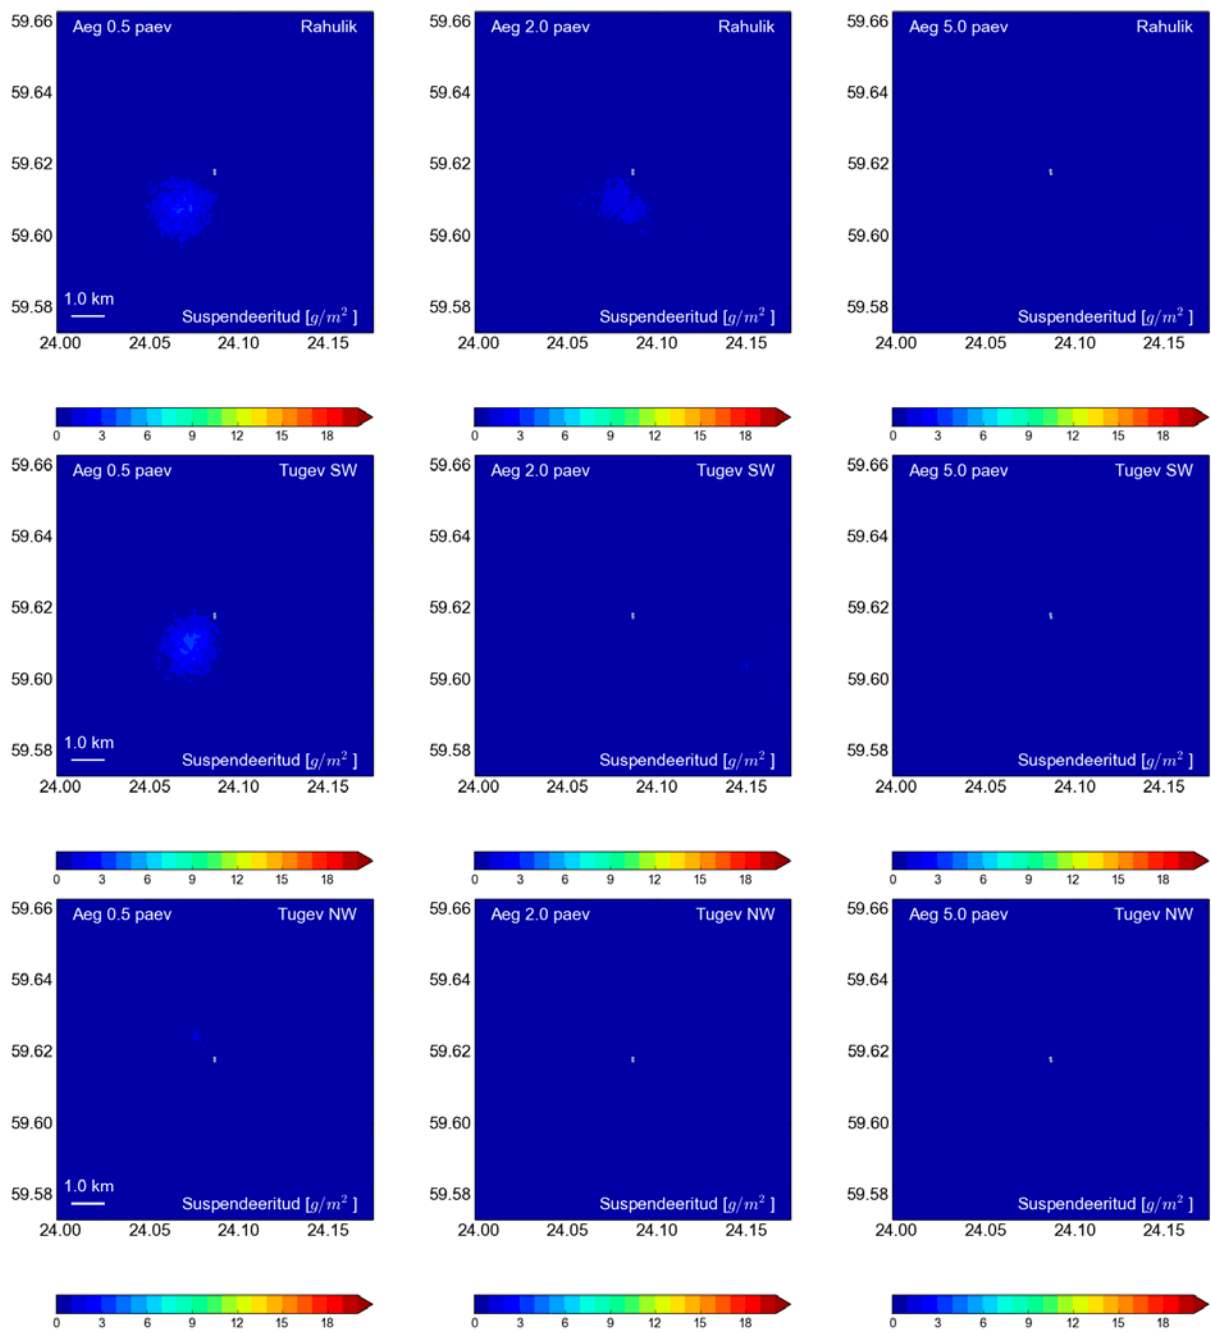 59.66 Aeg 0.5 paev Rahulik 59.66 Aeg 2.0 paev Rahulik 59.66 Aeg 5.0 paev Rahulik
59.64 59.64 59.64
59.62 59.62 59.62
59.60 59.60 59.60
1.0 km
59.58 Suspendeeritud [g/m² ] 59.58 Suspendeeritud [g/m² ] 59.58 Suspendeeritud [g/m² ]
24.00 24.05 24.10 24.15 24.00 24.05 24.10 24.15 24.00 24.05 24.10 24.15
0 3 6 9 12 15 18 0 3 6 9 12 15 18 0 3 6 9 12 15 18
59.66 Aeg 0.5 paev Tugev SW 59.66 Aeg 2.0 paev Tugev SW 59.66 Aeg 5.0 paev Tugev SW
59.64 59.64 59.64
59.62 59.62 59.62
59.60 59.60 59.60
1.0 km
59.58 Suspendeeritud [g/m² ] 59.58 Suspendeeritud [g/m² ] 59.58 Suspendeeritud [g/m² ]
24.00 24.05 24.10 24.15 24.00 24.05 24.10 24.15 24.00 24.05 24.10 24.15
0 3 6 9 12 15 18 0 3 6 9 12 15 18 0 3 6 9 12 15 18
59.66 Aeg 0.5 paev Tugev NW 59.66 Aeg 2.0 paev Tugev NW 59.66 Aeg 5.0 paev Tugev NW
59.64 59.64 59.64
59.62 59.62 59.62
59.60 59.60 59.60
1.0 km
59.58 Suspendeeritud [g/m² ] 59.58 Suspendeeritud [g/m² ] 59.58 Suspendeeritud [g/m² ]
24.00 24.05 24.10 24.15 24.00 24.05 24.10 24.15 24.00 24.05 24.10 24.15
0 3 6 9 12 15 18 0 3 6 9 12 15 18 0 3 6 9 12 15 18